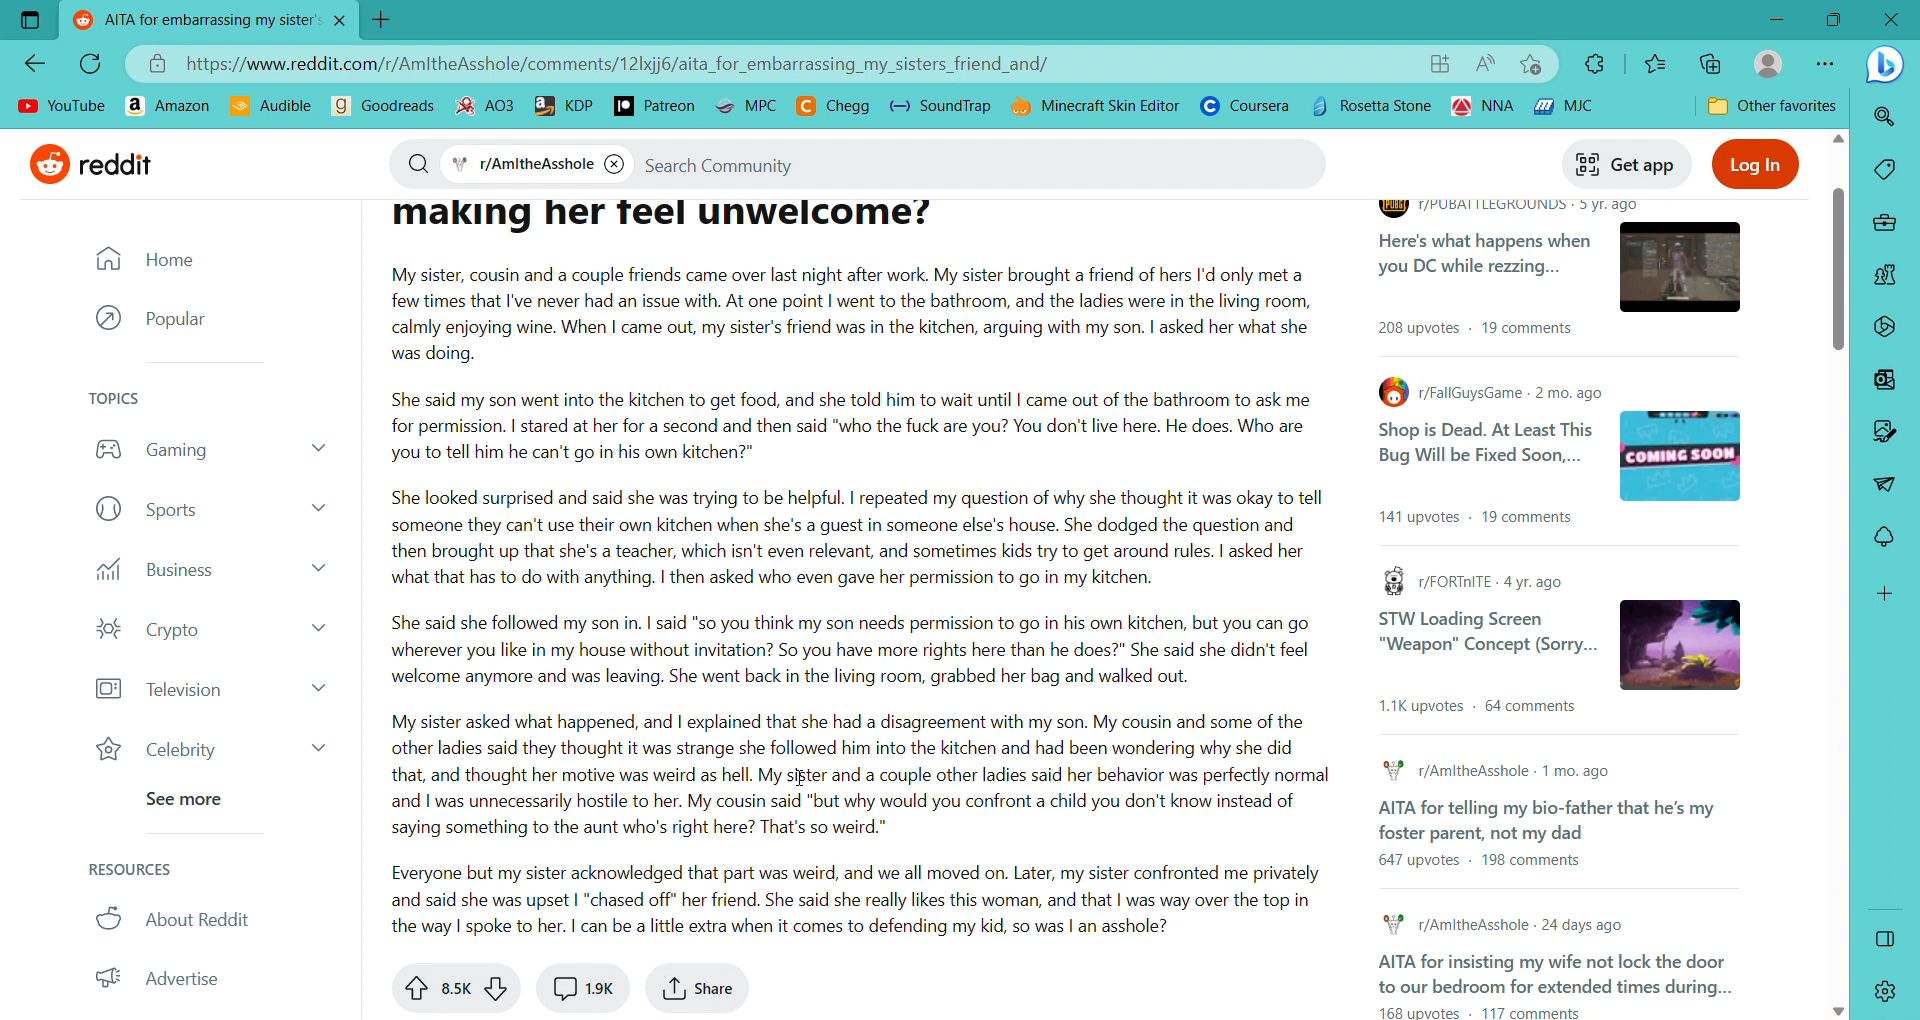 AITA for embarrassing my sister's
https://www.reddit.com/r/AmItheAsshole/comments/12lxjj6/aita_for_embarrassing_my_sisters_friend_and/
YouTube Amazon Audible Goodreads AO3 KDP Patreon MPC Chegg SoundTrap Minecraft Skin Editor Coursera Rosetta Stone NNA MJC Other favorites
reddit
r/AmItheAsshole Search Community
Get app
Log In
Home
Popular
TOPICS
Gaming
Sports
Business
Crypto
Television
Celebrity
See more
RESOURCES
About Reddit
Advertise
making her feel unwelcome?
My sister, cousin and a couple friends came over last night after work. My sister brought a friend of hers I'd only met a
few times that I've never had an issue with. At one point I went to the bathroom, and the ladies were in the living room,
calmly enjoying wine. When I came out, my sister's friend was in the kitchen, arguing with my son. I asked her what she
was doing.
She said my son went into the kitchen to get food, and she told him to wait until I came out of the bathroom to ask me
for permission. I stared at her for a second and then said "who the fuck are you? You don't live here. He does. Who are
you to tell him he can't go in his own kitchen?"
She looked surprised and said she was trying to be helpful. I repeated my question of why she thought it was okay to tell
someone they can't use their own kitchen when she's a guest in someone else's house. She dodged the question and
then brought up that she's a teacher, which isn't even relevant, and sometimes kids try to get around rules. I asked her
what that has to do with anything. I then asked who even gave her permission to go in my kitchen.
She said she followed my son in. I said "so you think my son needs permission to go in his own kitchen, but you can go
wherever you like in my house without invitation? So you have more rights here than he does?" She said she didn't feel
welcome anymore and was leaving. She went back in the living room, grabbed her bag and walked out.
My sister asked what happened, and I explained that she had a disagreement with my son. My cousin and some of the
other ladies said they thought it was strange she followed him into the kitchen and had been wondering why she did
that, and thought her motive was weird as hell. My sister and a couple other ladies said her behavior was perfectly normal
and I was unnecessarily hostile to her. My cousin said "but why would you confront a child you don't know instead of
saying something to the aunt who's right here? That's so weird."
Everyone but my sister acknowledged that part was weird, and we all moved on. Later, my sister confronted me privately
and said she was upset I "chased off" her friend. She said she really likes this woman, and that I was way over the top in
the way I spoke to her. I can be a little extra when it comes to defending my kid, so was I an asshole?
8.5K 1.9K Share
PUBG
r/PUBATTLEGROUNDS · 5 yr. ago
Here's what happens when
you DC while rezzing...
208 upvotes · 19 comments
r/FallGuysGame · 2 mo. ago
Shop is Dead. At Least This
Bug Will be Fixed Soon,...
COMING SOON
141 upvotes · 19 comments
r/FORTnITE · 4 yr. ago
STW Loading Screen
"Weapon" Concept (Sorry...
1.1K upvotes · 64 comments
r/AmItheAsshole · 1 mo. ago
AITA for telling my bio-father that he's my
foster parent, not my dad
647 upvotes · 198 comments
r/AmItheAsshole · 24 days ago
AITA for insisting my wife not lock the door
to our bedroom for extended times during...
168 upvotes · 117 comments